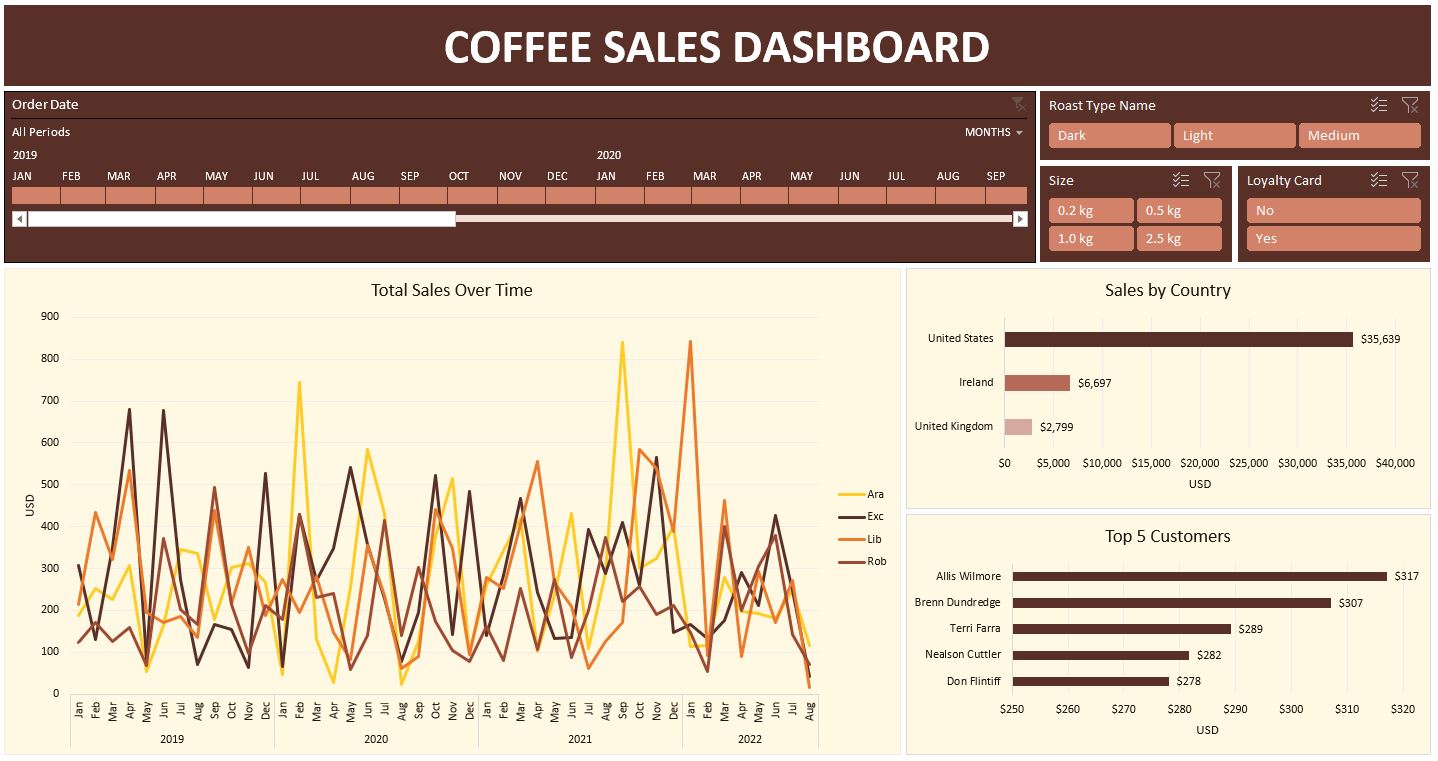 COFFEE SALES DASHBOARD
Order Date
All Periods MONTHS
2019 2020
JAN FEB MAR APR MAY JUN JUL AUG SEP OCT NOV DEC JAN FEB MAR APR MAY JUN JUL AUG SEP
Roast Type Name
Dark Light Medium
Size
0.2 kg 0.5 kg
1.0 kg 2.5 kg
Loyalty Card
No
Yes
Total Sales Over Time
900
800
700
600
500
400
300
200
100
0
USD
Jan Feb Mar Apr May Jun Jul Aug Sep Oct Nov Dec Jan Feb Mar Apr May Jun Jul Aug Sep Oct Nov Dec Jan Feb Mar Apr May Jun Jul Aug Sep Oct Nov Dec Jan Feb Mar Apr May Jun Jul Aug
2019 2020 2021 2022
Ara
Exc
Lib
Rob
Sales by Country
United States $35,639
Ireland $6,697
United Kingdom $2,799
$0 $5,000 $10,000 $15,000 $20,000 $25,000 $30,000 $35,000 $40,000
USD
Top 5 Customers
Allis Wilmore $317
Brenn Dundredge $307
Terri Farra $289
Nealson Cuttler $282
Don Flintiff $278
$250 $260 $270 $280 $290 $300 $310 $320
USD